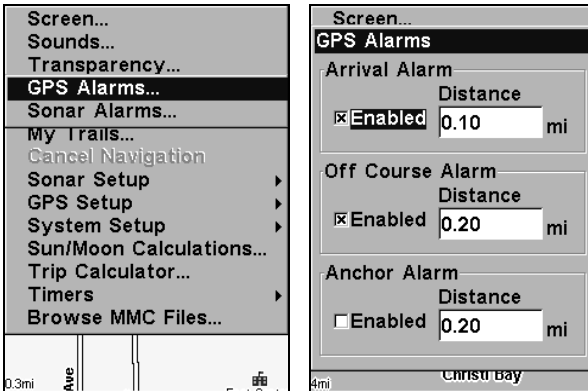 Screen...
Sounds...
Transparency...
GPS Alarms...
Sonar Alarms...
My Trails...
Cancel Navigation
Sonar Setup
GPS Setup
System Setup
Sun/Moon Calculations...
Trip Calculator...
Timers
Browse MMC Files...
0.3mi
Ave
Screen...
GPS Alarms
Arrival Alarm
Distance
Enabled 0.10 mi
Off Course Alarm
Distance
Enabled 0.20 mi
Anchor Alarm
Distance
Enabled 0.20 mi
4mi
Christi Bay